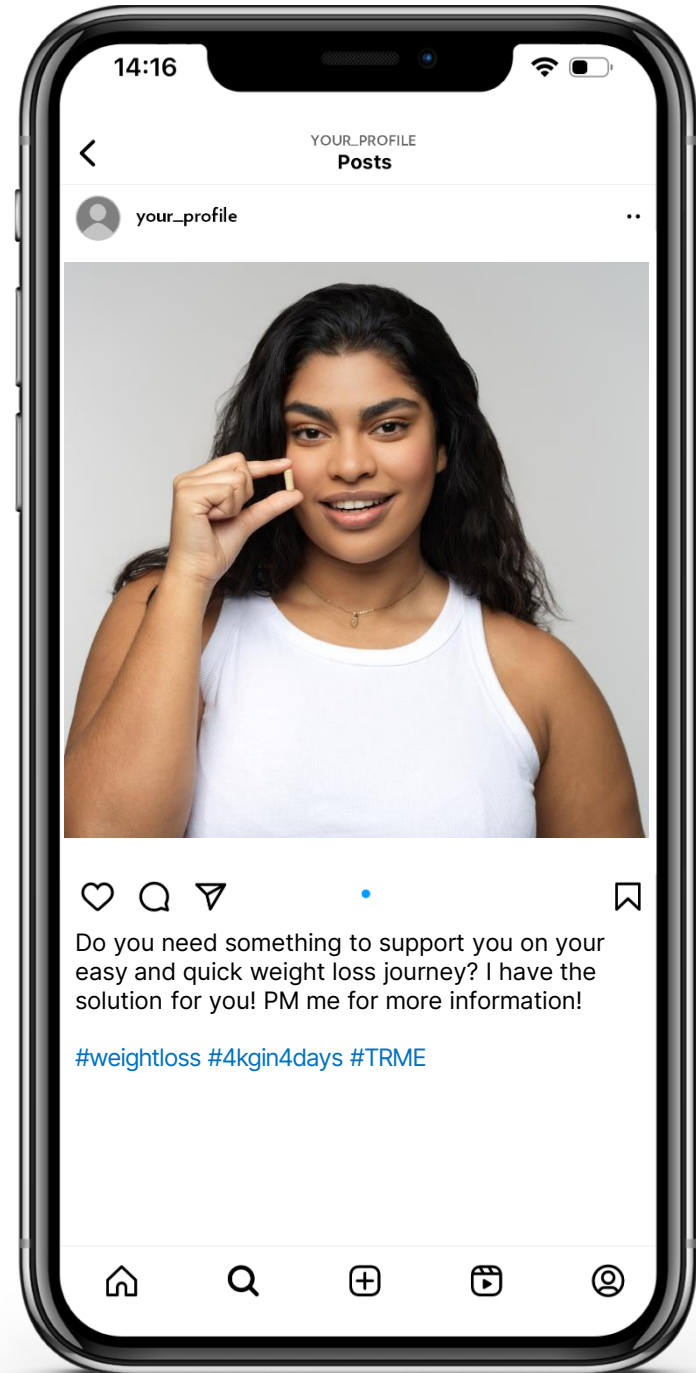 14:16
YOUR_PROFILE
Posts
your_profile
Do you need something to support you on your
easy and quick weight loss journey? I have the
solution for you! PM me for more information!
#weightloss #4kgin4days #TRME